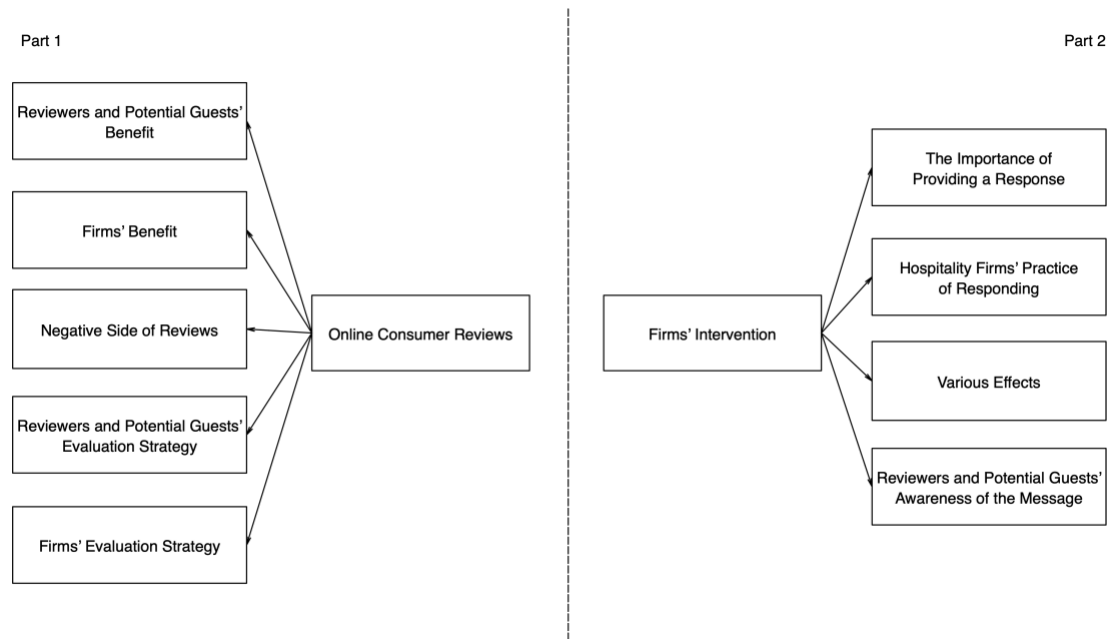 Part 1
Reviewers and Potential Guests’
Benefit
Firms’ Benefit
Negative Side of Reviews
Reviewers and Potential Guests’
Evaluation Strategy
Firms’ Evaluation Strategy
Online Consumer Reviews
Part 2
Firms’ Intervention
The Importance of
Providing a Response
Hospitality Firms’ Practice
of Responding
Various Effects
Reviewers and Potential Guests’
Awareness of the Message